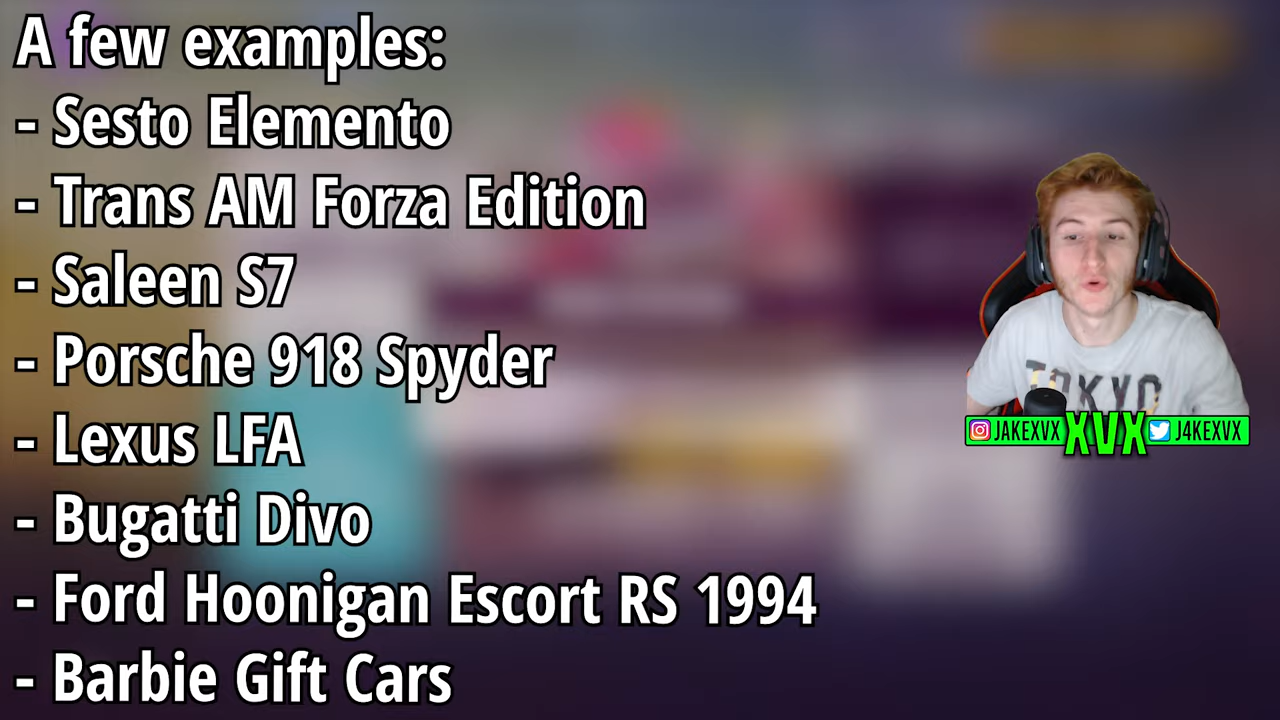 A few examples:
- Sesto Elemento
- Trans AM Forza Edition
- Saleen S7
- Porsche 918 Spyder
- Lexus LFA
- Bugatti Divo
- Ford Hoonigan Escort RS 1994
- Barbie Gift Cars
TOKYO
JAKEXVX XVX J4KEXVX